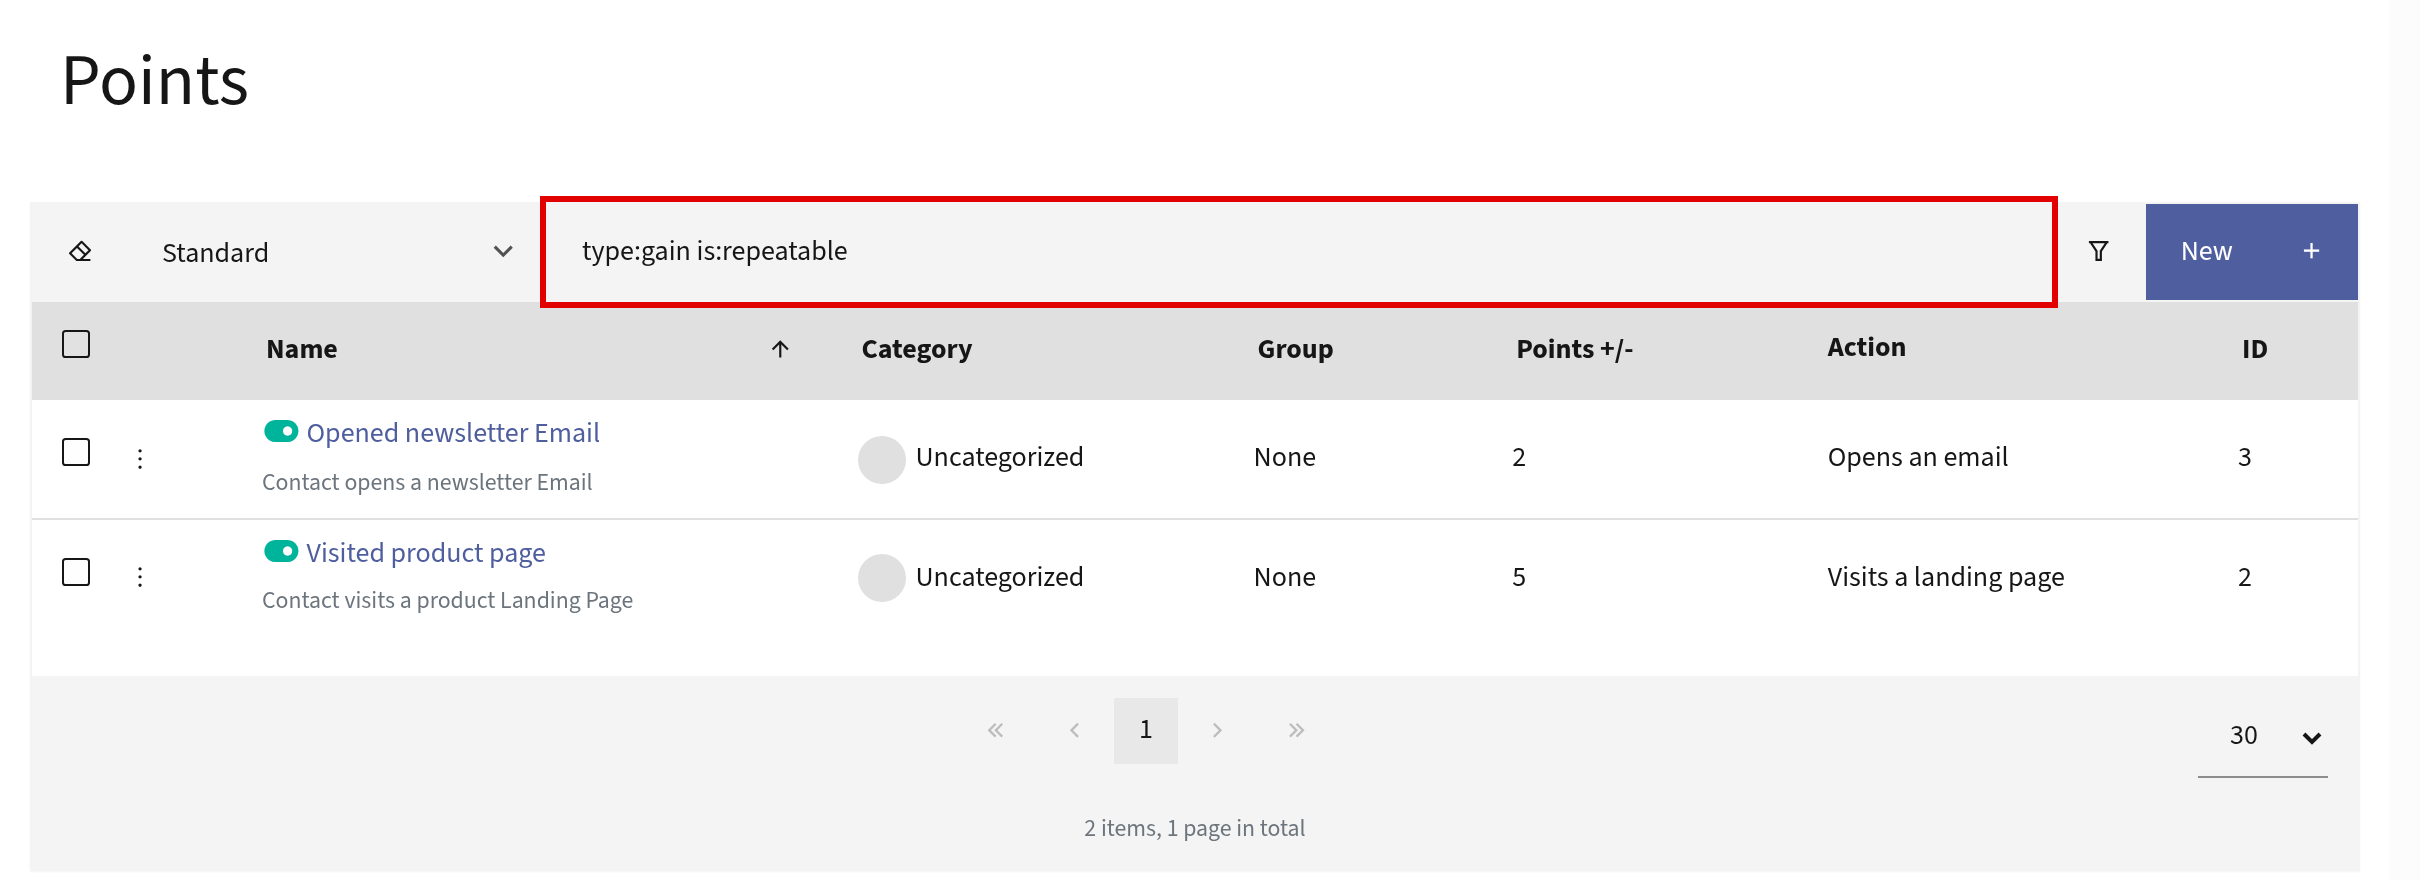 Points
Standard
type:gain is:repeatable
New +
Name Category Group Points +/- Action ID
Opened newsletter Email Uncategorized None 2 Opens an email 3
Contact opens a newsletter Email
Visited product page Uncategorized None 5 Visits a landing page 2
Contact visits a product Landing Page
1
30
2 items, 1 page in total